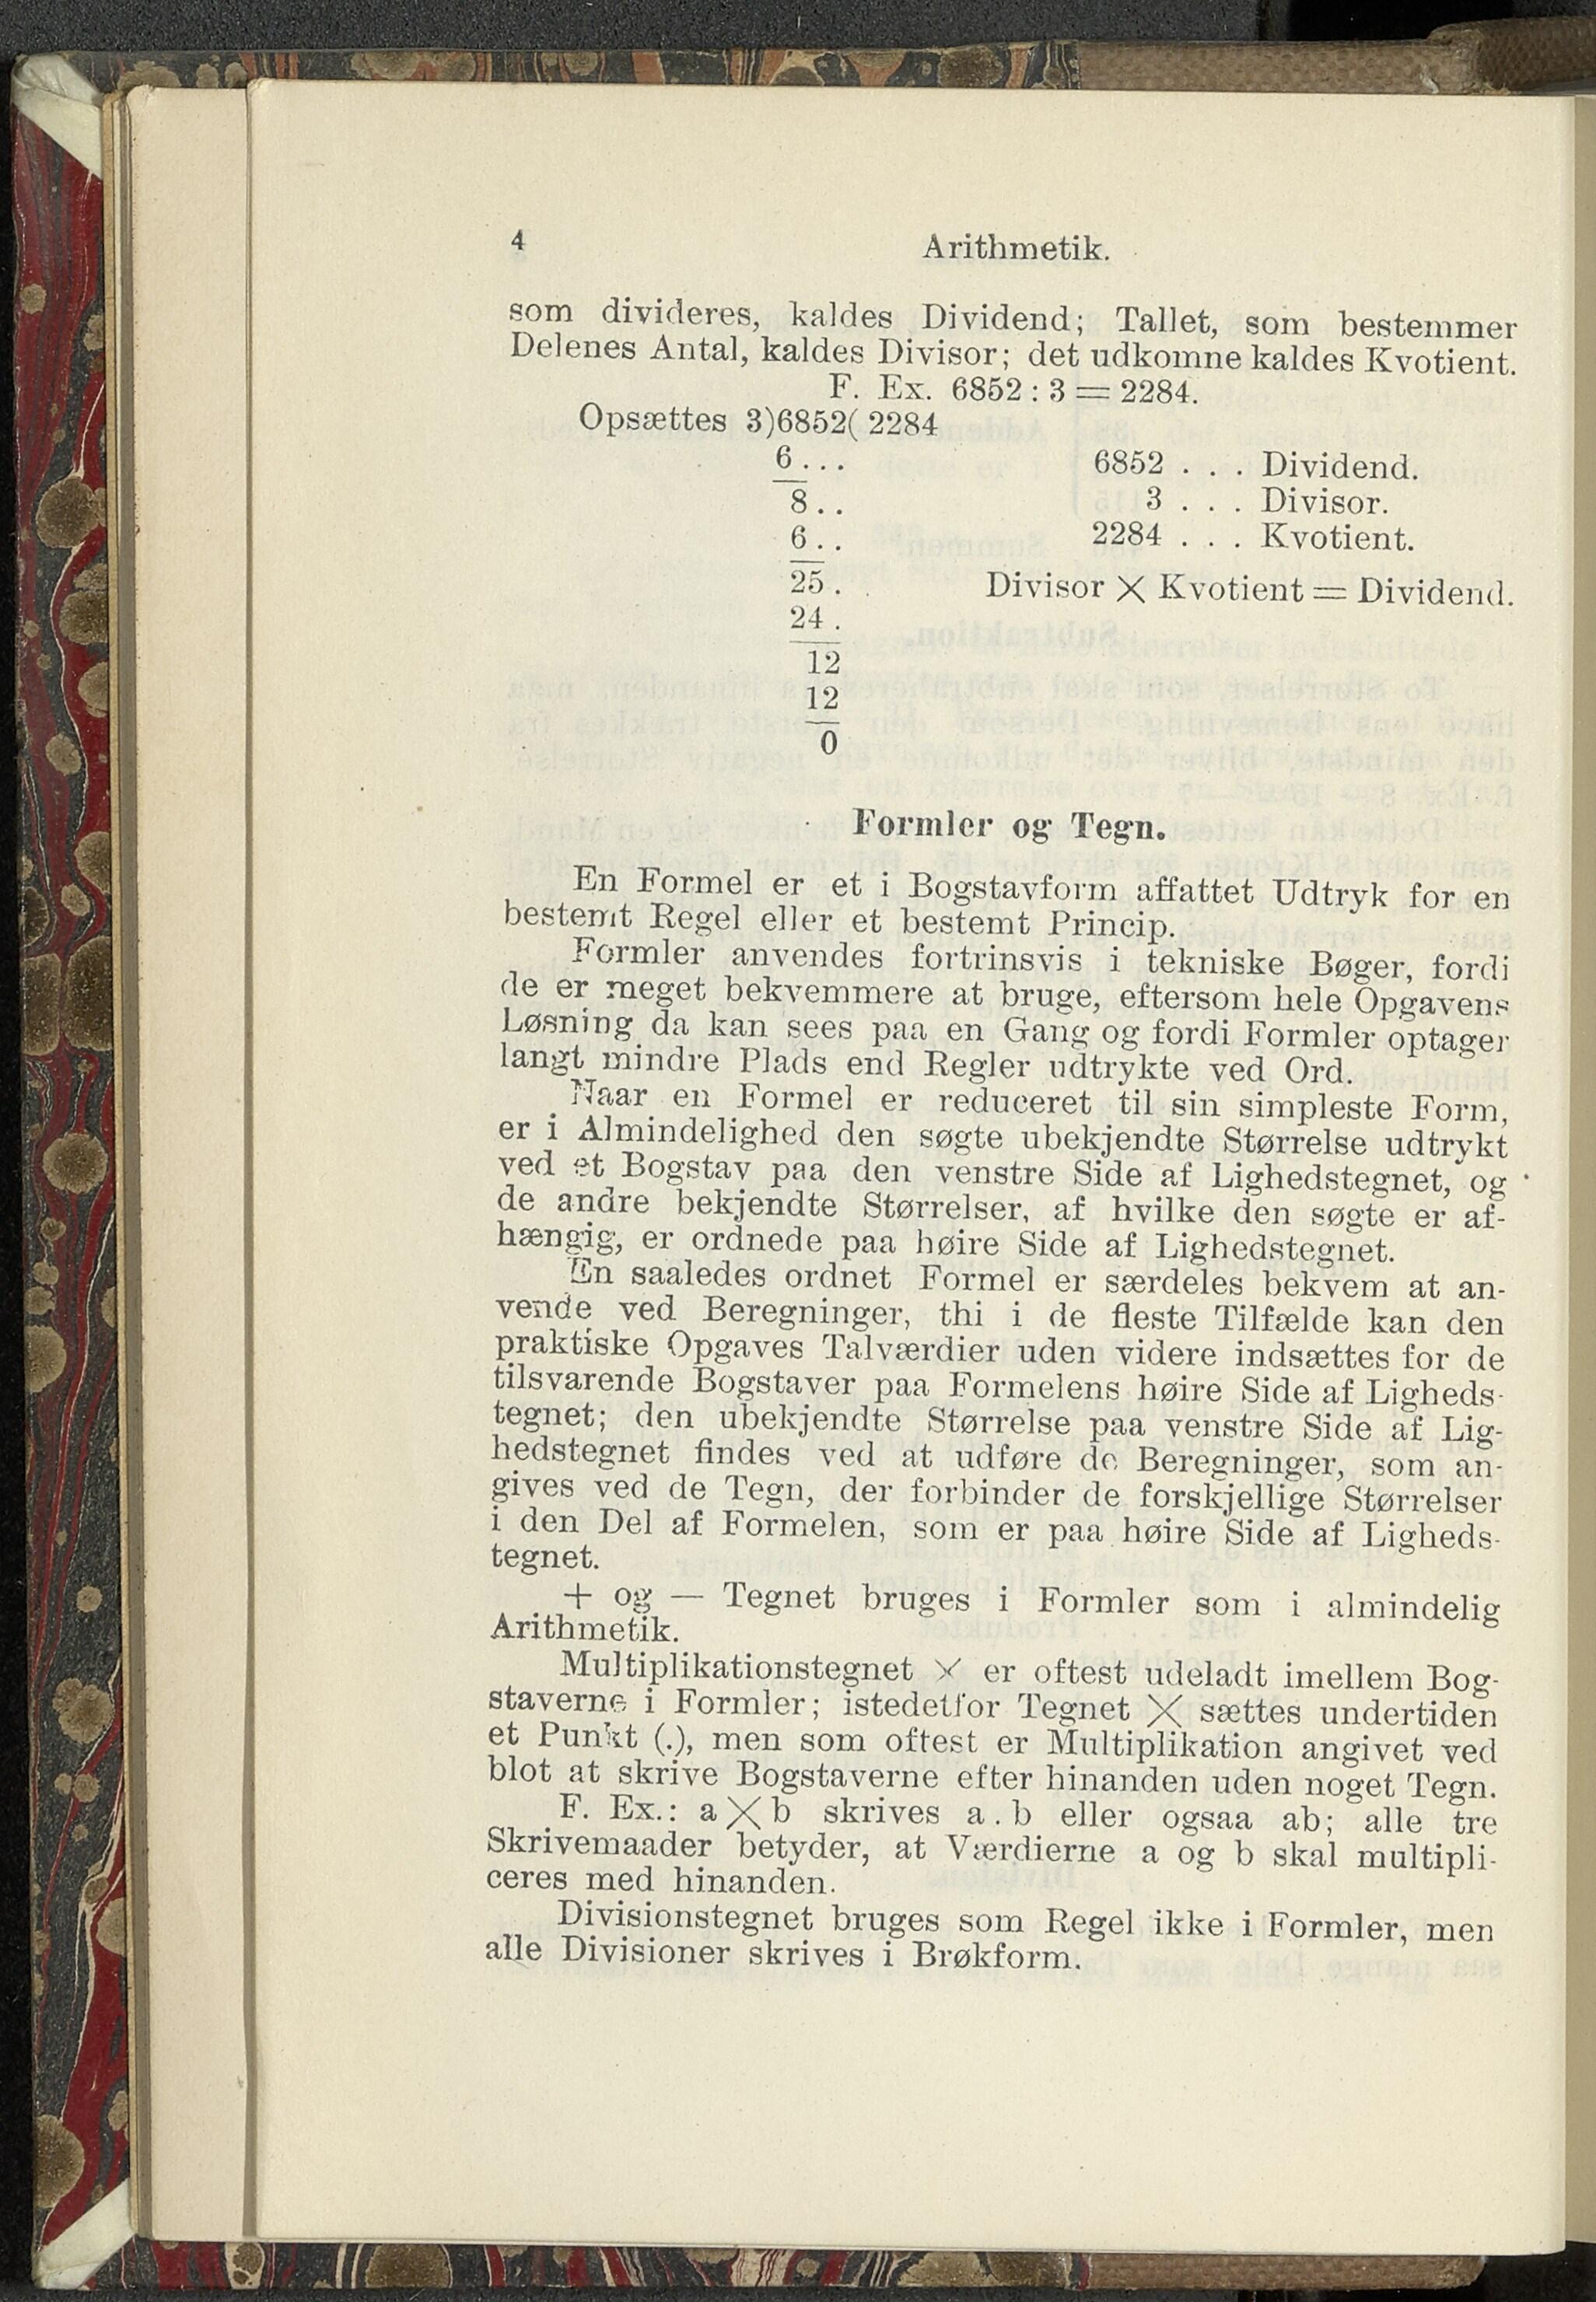 4 Arithmetik.
som divideres, kaldes Dividend; Tallet, som bestemmer
Delenes Antal, kaldes Divisor; det udkomne kaldes Kvotient.
F. Ex. 6852 : 3 = 2284.
Opsættes 3)6852( 2284
6 . . .
8 . .
6 . .
25 .
24 .
12
12
0
6852 . . . Dividend.
3 . . . Divisor.
2284 . . . Kvotient.
Divisor × Kvotient = Dividend.
Formler og Tegn.
En Formel er et i Bogstavform affattet Udtryk for en
bestemt Regel eller et bestemt Princip.
Formler anvendes fortrinsvis i tekniske Bøger, fordi
de er meget bekvemmere at bruge, eftersom hele Opgavens
Løsning da kan sees paa en Gang og fordi Formler optager
langt mindre Plads end Regler udtrykte ved Ord.
Naar en Formel er reduceret til sin simpleste Form,
er i Almindelighed den søgte ubekjendte Størrelse udtrykt
ved et Bogstav paa den venstre Side af Lighedstegnet, og
de andre bekjendte Størrelser, af hvilke den søgte er af-
hængig, er ordnede paa høire Side af Lighedstegnet.
En saaledes ordnet Formel er særdeles bekvem at an-
vende ved Beregninger, thi i de fleste Tilfælde kan den
praktiske Opgaves Talværdier uden videre indsættes for de
tilsvarende Bogstaver paa Formelens høire Side af Ligheds-
tegnet; den ubekjendte Størrelse paa venstre Side af Lig-
hedstegnet findes ved at udføre de Beregninger, som an-
gives ved de Tegn, der forbinder de forskjellige Størrelser
i den Del af Formelen, som er paa høire Side af Ligheds-
tegnet.
+ og — Tegnet bruges i Formler som i almindelig
Arithmetik.
Multiplikationstegnet × er oftest udeladt imellem Bog-
staverne i Formler; istedetfor Tegnet × sættes undertiden
et Punkt (.), men som oftest er Multiplikation angivet ved
blot at skrive Bogstaverne efter hinanden uden noget Tegn.
F. Ex.: a × b skrives a . b eller ogsaa ab; alle tre
Skrivemaader betyder, at Værdierne a og b skal multipli-
ceres med hinanden.
Divisionstegnet bruges som Regel ikke i Formler, men
alle Divisioner skrives i Brøkform.